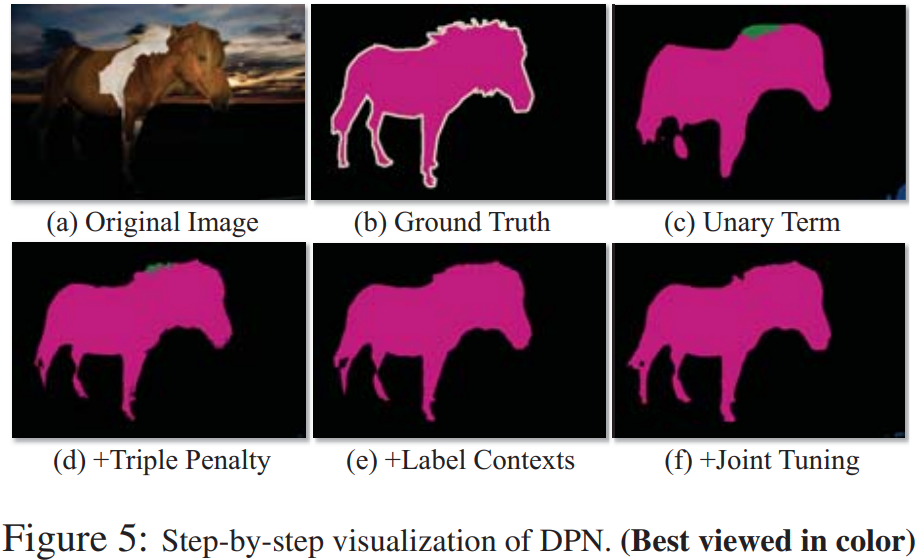 (a) Original Image (b) Ground Truth (c) Unary Term
(d) +Triple Penalty (e) +Label Contexts (f) +Joint Tuning
Figure 5: Step-by-step visualization of DPN. (Best viewed in color)